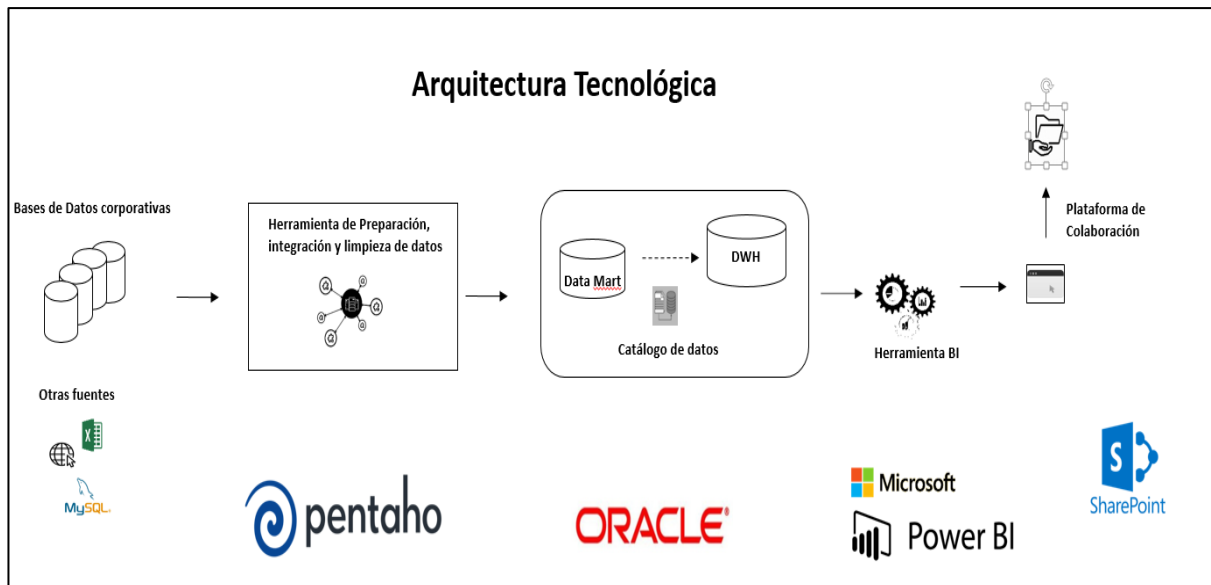 Arquitectura Tecnológica
Bases de Datos corporativas
Herramienta de Preparación,
integración y limpieza de datos
Data Mart
DWH
Catálogo de datos
Herramienta BI
Plataforma de
Colaboración
Otras fuentes
X
MySQL
pentaho
ORACLE
Microsoft
Power BI
S
SharePoint